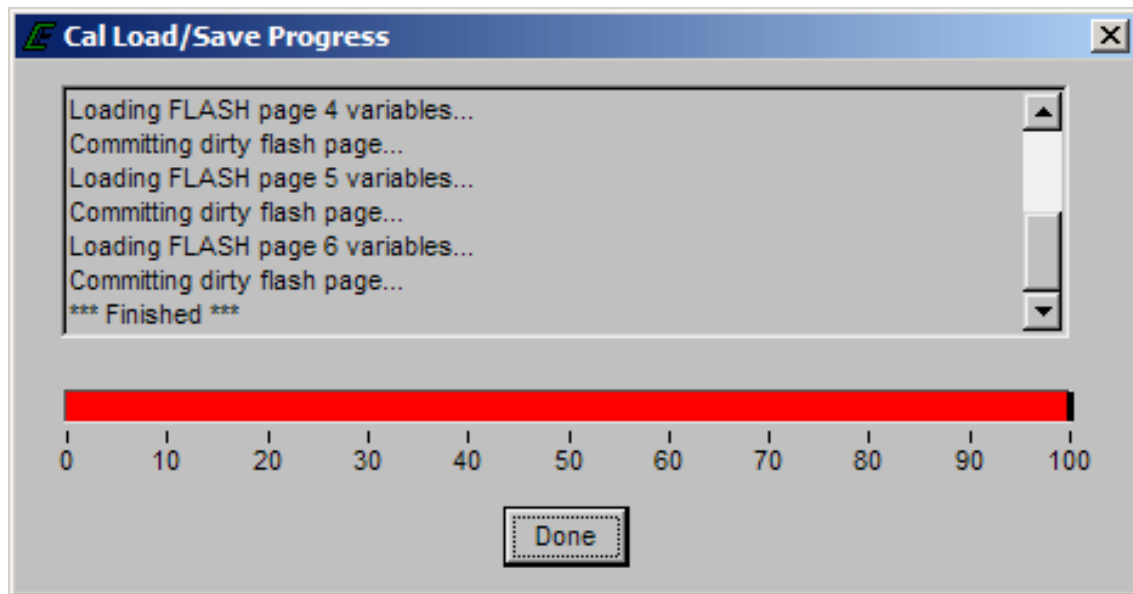 Cal Load/Save Progress
Loading FLASH page 4 variables...
Committing dirty flash page...
Loading FLASH page 5 variables...
Committing dirty flash page...
Loading FLASH page 6 variables...
Committing dirty flash page...
*** Finished ***
0 10 20 30 40 50 60 70 80 90 100
Done